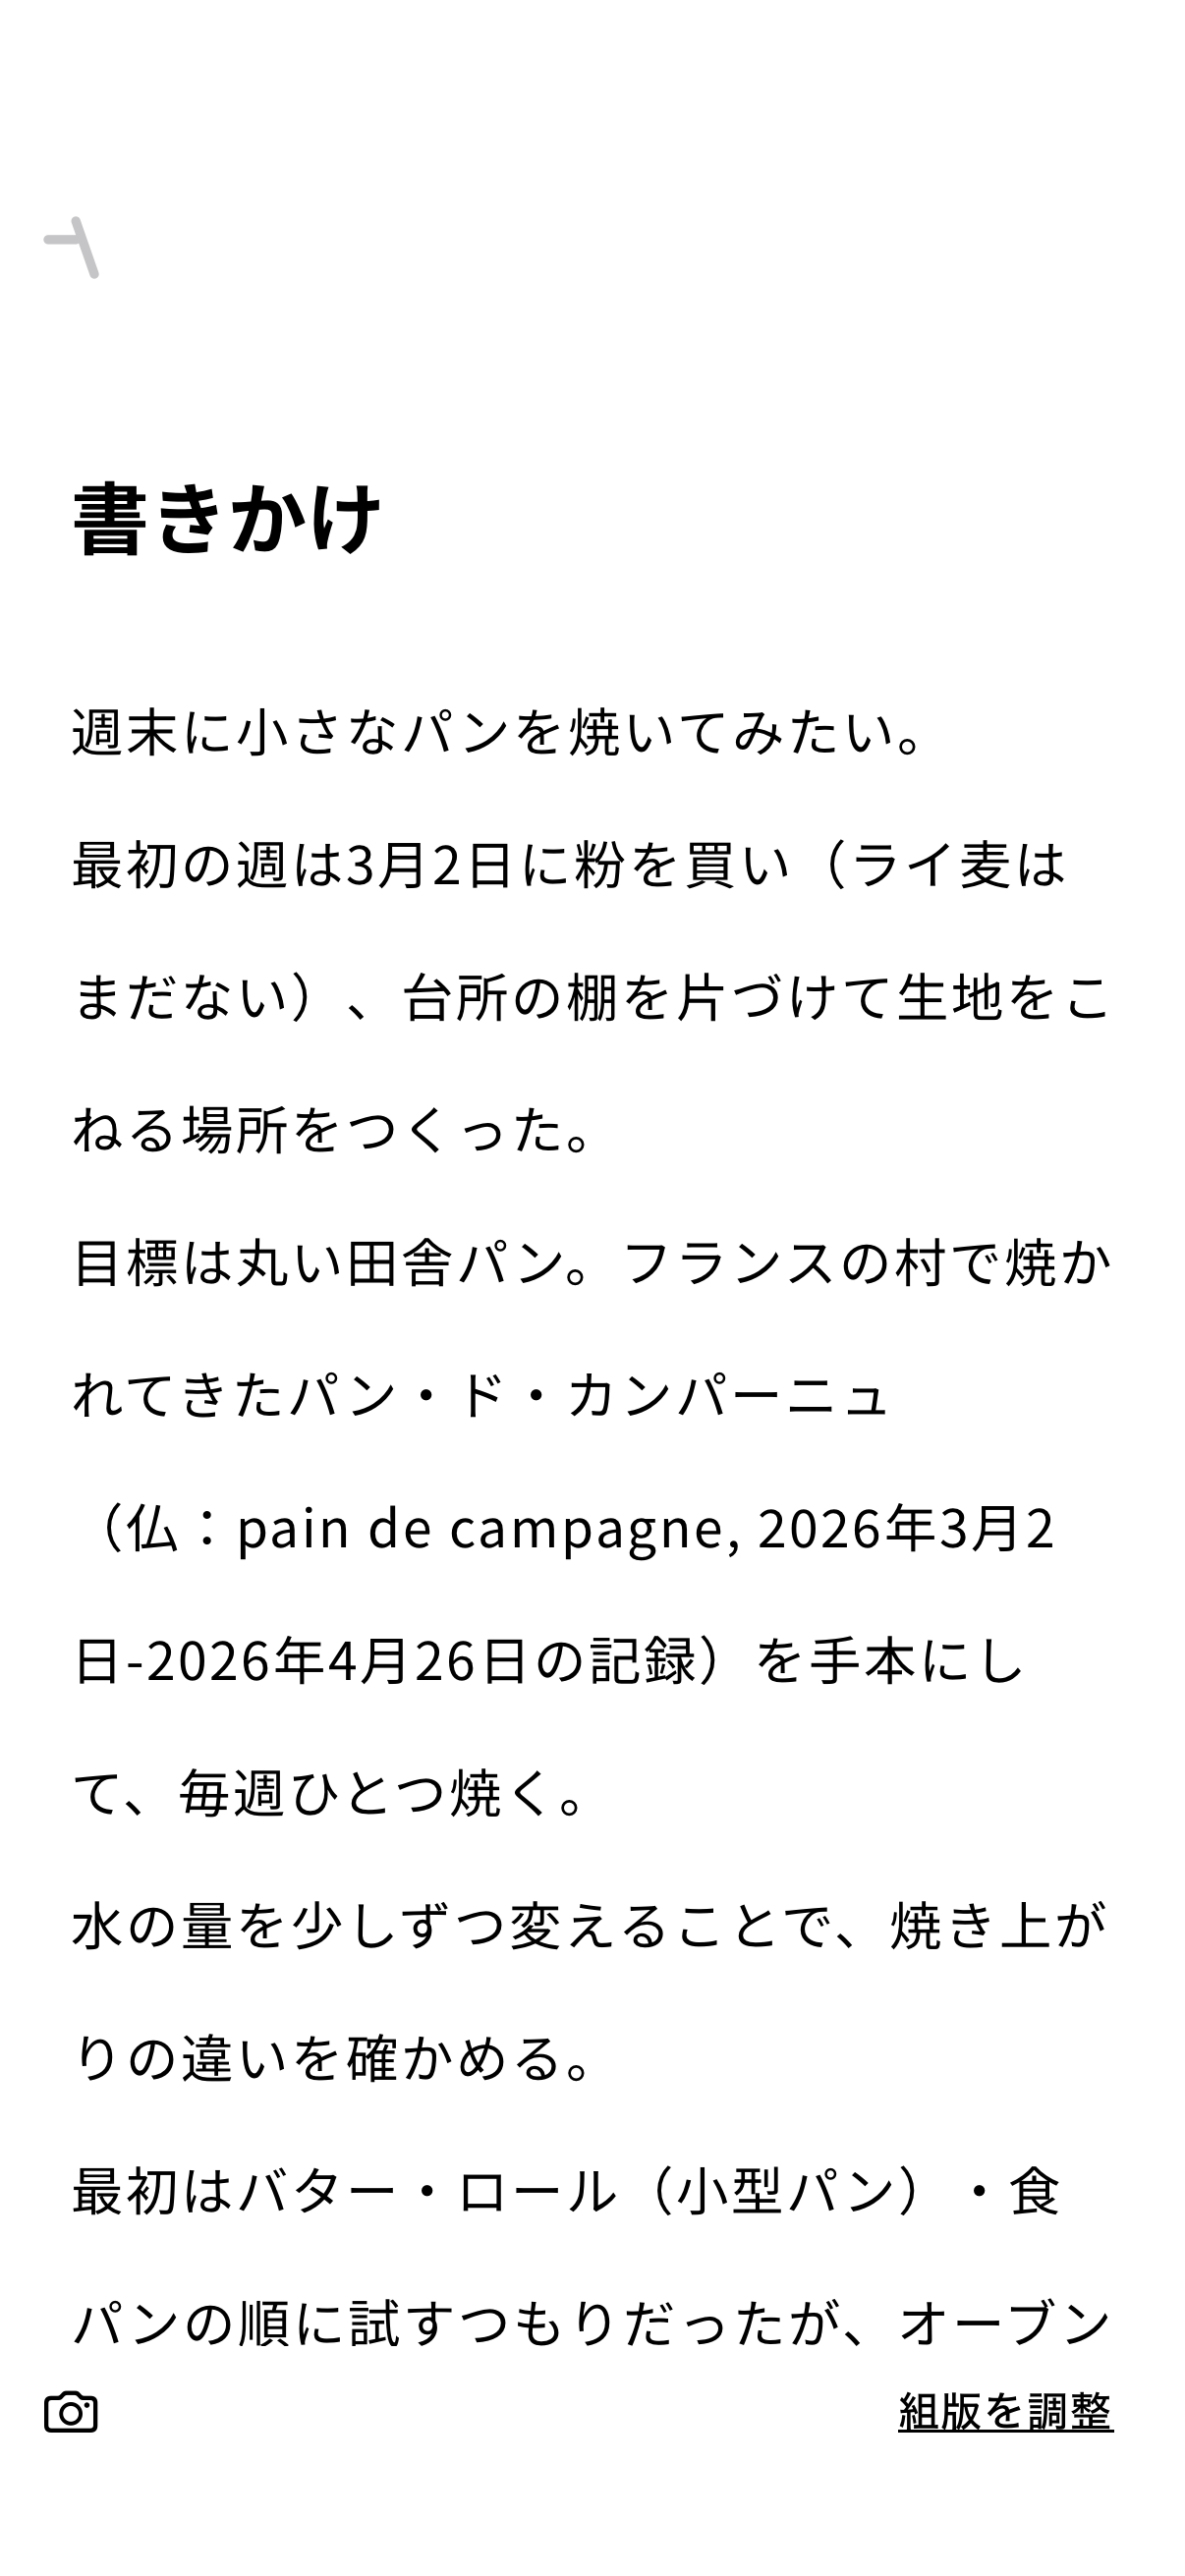 書きかけ
週末に小さなパンを焼いてみたい。
最初の週は3月2日に粉を買い（ライ麦は
まだない）、台所の棚を片づけて生地をこ
ねる場所をつくった。
目標は丸い田舎パン。フランスの村で焼か
れてきたパン・ド・カンパーニュ
（仏：pain de campagne, 2026年3月2
日-2026年4月26日の記録）を手本にし
て、毎週ひとつ焼く。
水の量を少しずつ変えることで、焼き上が
りの違いを確かめる。
最初はバター・ロール（小型パン）・食
パンの順に試すつもりだったが、オーブン
組版を調整